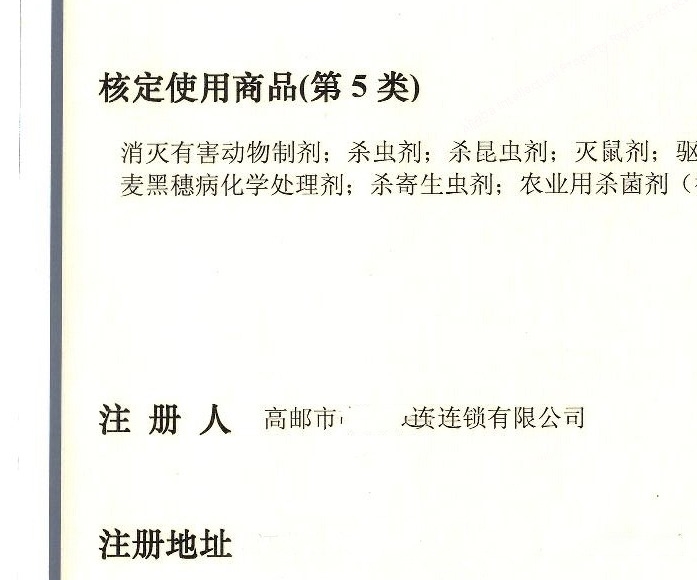 核定使用商品(第 5 类)
消灭有害动物制剂；杀虫剂；杀昆虫剂；灭鼠剂；驱
麦黑穗病化学处理剂；杀寄生虫剂；农业用杀菌剂（
注 册 人 高邮市 连锁有限公司
注册地址